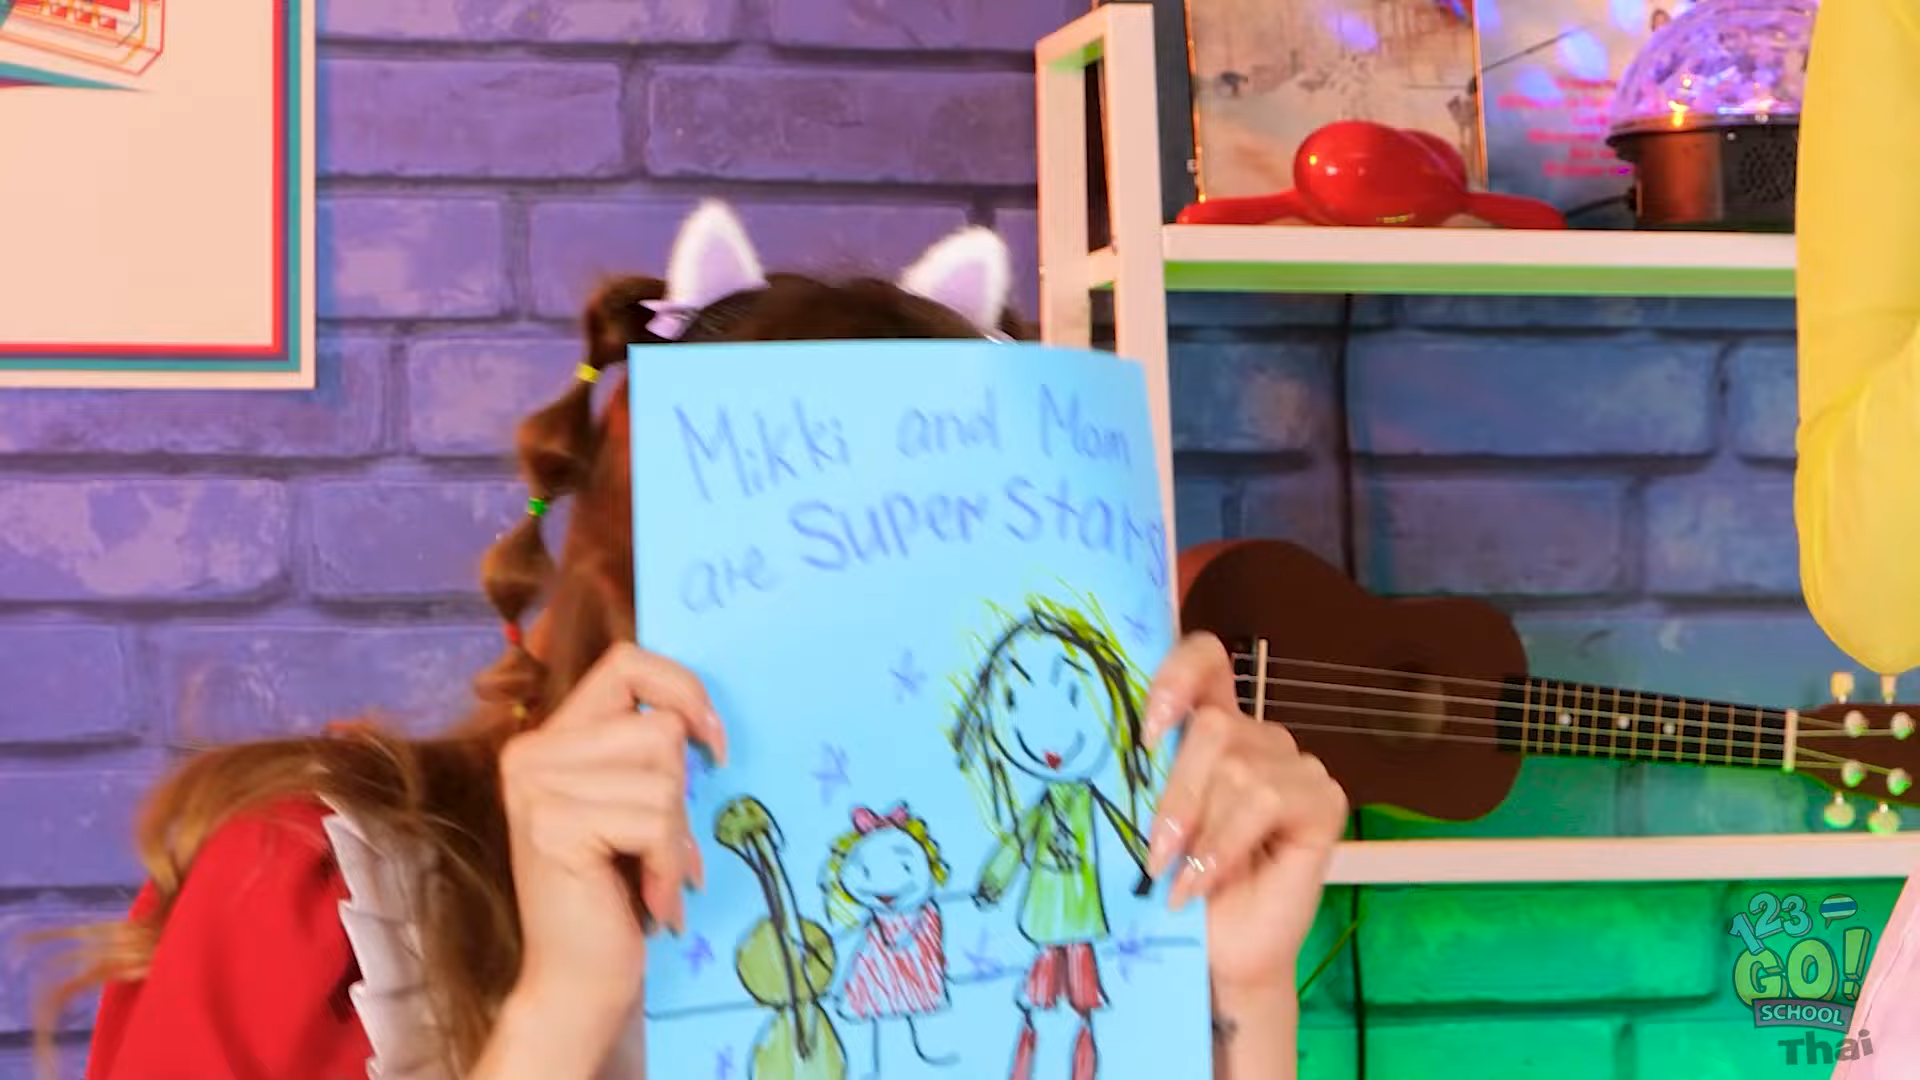 Mikki and Mom
are Super Stars
123
GO!
SCHOOL
Thai